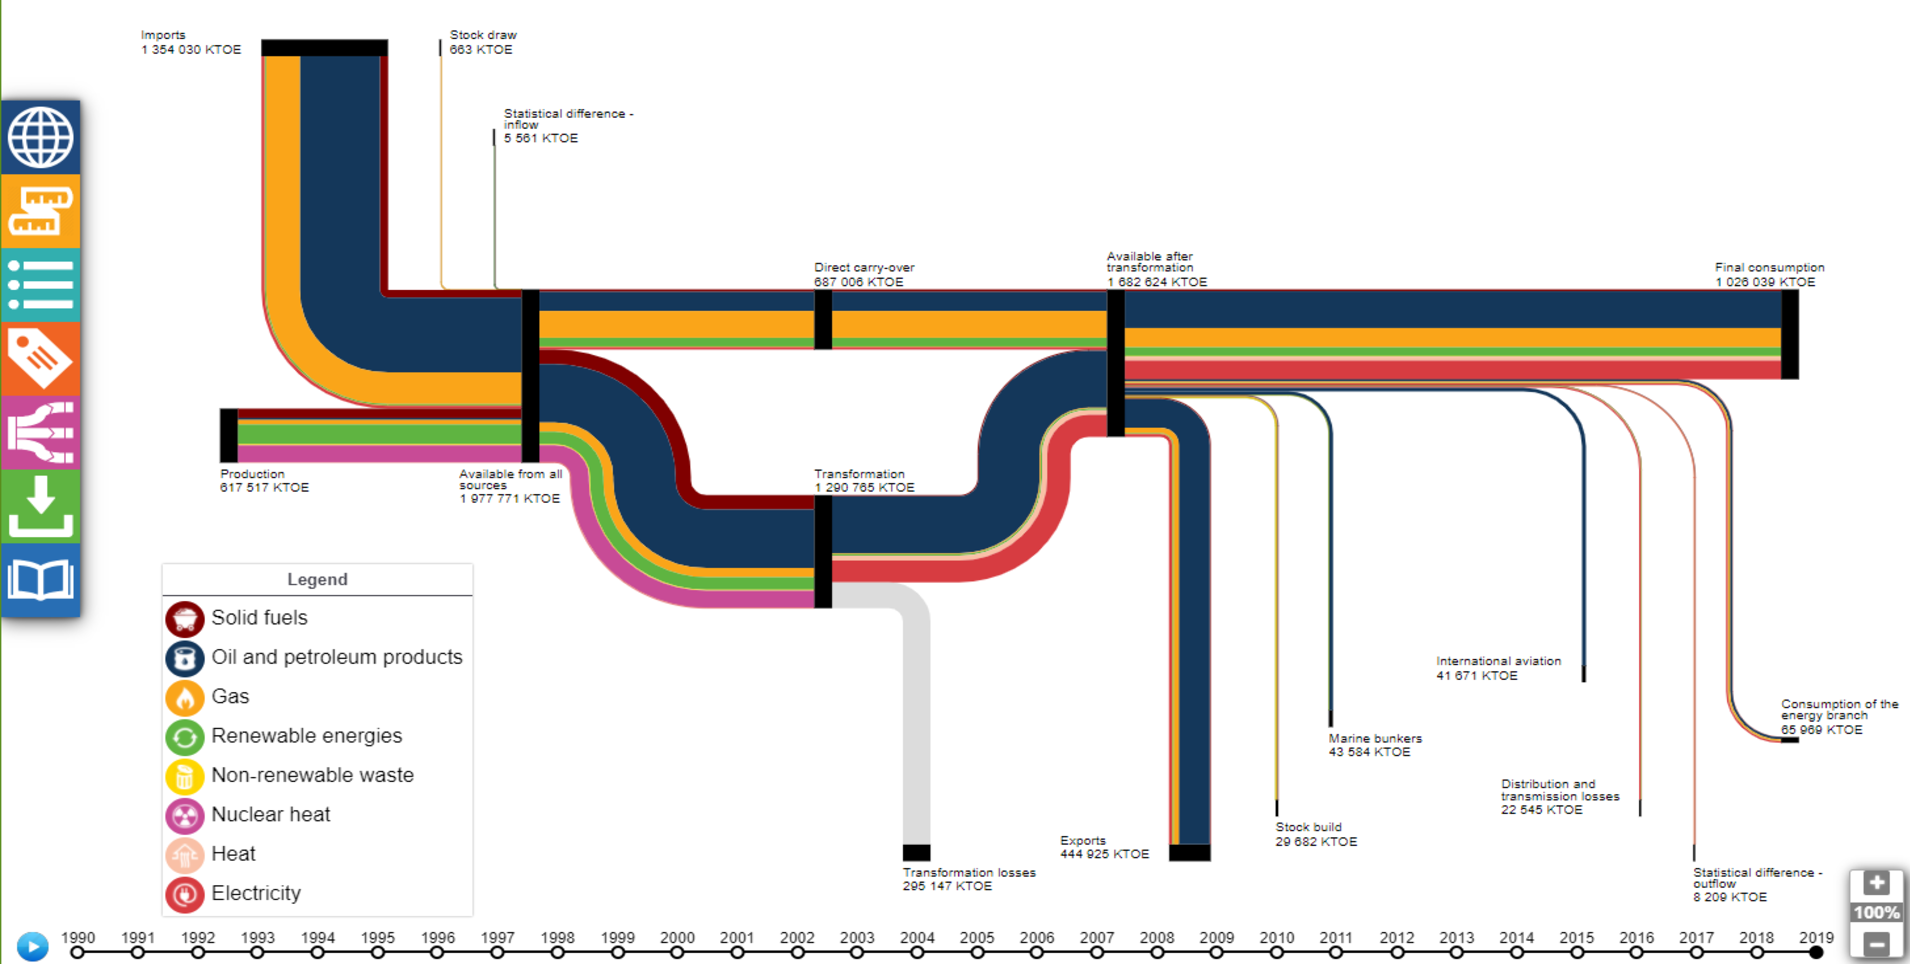 Imports
1 354 030 KTOE
Stock draw
663 KTOE
Statistical difference -
inflow
5 561 KTOE
Direct carry-over
687 006 KTOE
Available after
transformation
1 682 624 KTOE
Final consumption
1 026 039 KTOE
Production
617 517 KTOE
Available from all
sources
1 977 771 KTOE
Transformation
1 290 765 KTOE
Legend
Solid fuels
Oil and petroleum products
Gas
Renewable energies
Non-renewable waste
Nuclear heat
Heat
Electricity
International aviation
41 671 KTOE
Marine bunkers
43 584 KTOE
Consumption of the
energy branch
65 969 KTOE
Distribution and
transmission losses
22 545 KTOE
Stock build
29 682 KTOE
Exports
444 925 KTOE
Transformation losses
295 147 KTOE
Statistical difference -
outflow
8 209 KTOE
100%
1990 1991 1992 1993 1994 1995 1996 1997 1998 1999 2000 2001 2002 2003 2004 2005 2006 2007 2008 2009 2010 2011 2012 2013 2014 2015 2016 2017 2018 2019